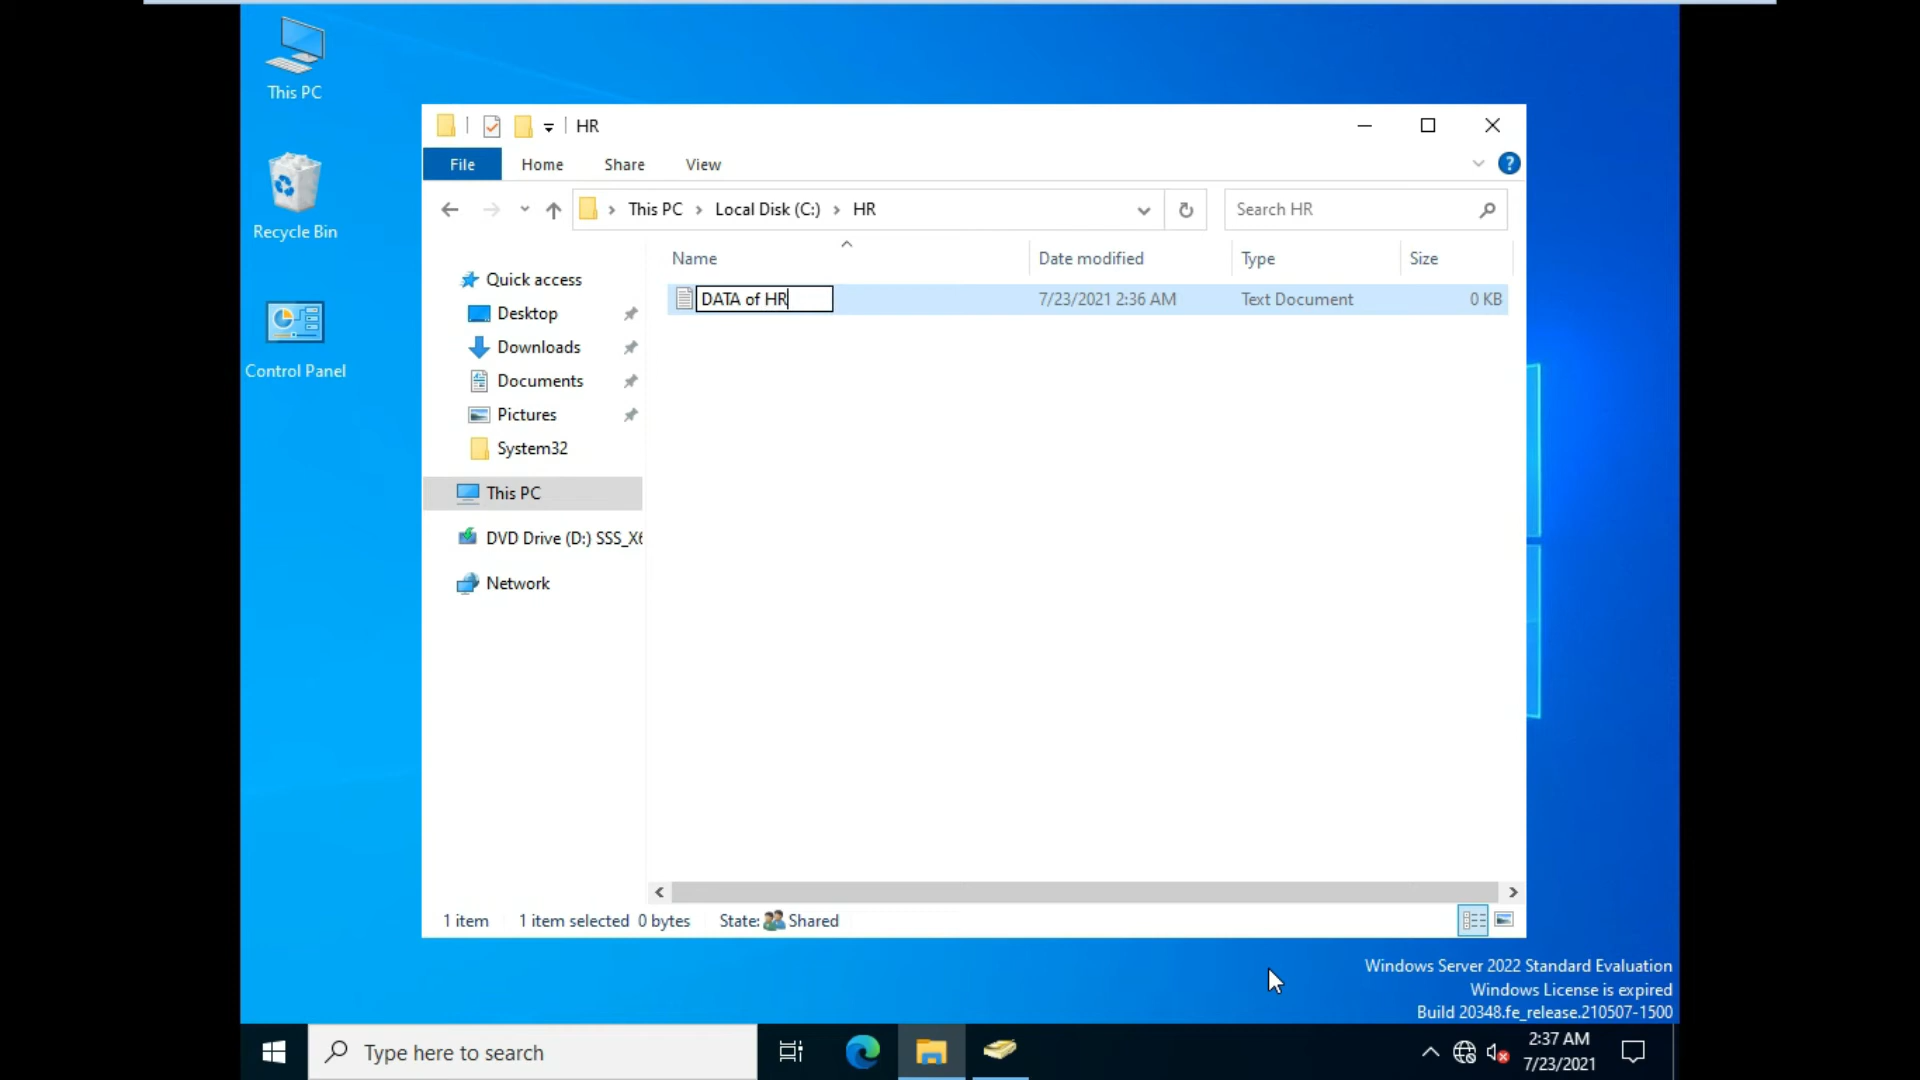 This PC
Recycle Bin
Control Panel
HR
File Home Share View
This PC Local Disk (C:) HR
Search HR
Name Date modified Type Size
DATA of HR 7/23/2021 2:36 AM Text Document 0 KB
Quick access
Desktop
Downloads
Documents
Pictures
System32
This PC
DVD Drive (D:) SSS_X6
Network
1 item 1 item selected 0 bytes State: Shared
Windows Server 2022 Standard Evaluation
Windows License is expired
Build 20348.fe_release.210507-1500
Type here to search
2:37 AM
7/23/2021